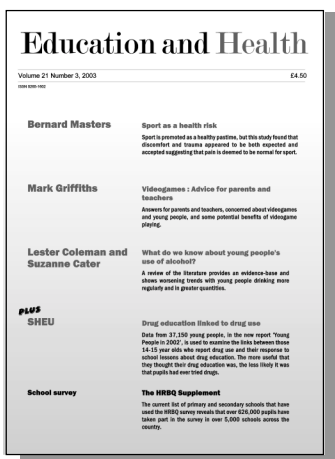 Education and Health
Volume 21 Number 3, 2003 £4.50
ISSN 0265-1602
Bernard Masters
Sport as a health risk
Sport is promoted as a healthy pastime, but this study found that
discomfort and trauma appeared to be both expected and
accepted suggesting that pain is deemed to be normal for sport.
Mark Griffiths
Videogames : Advice for parents and
teachers
Answers for parents and teachers, concerned about videogames
and young people, and some potential benefits of videogame
playing.
Lester Coleman and
Suzanne Cater
What do we know about young people's
use of alcohol?
A review of the literature provides an evidence-base and
shows worsening trends with young people drinking more
regularly and in greater quantities.
PLUS
SHEU
Drug education linked to drug use
Data from 37,150 young people, in the new report 'Young
People in 2002', is used to examine the links between those
14-15 year olds who report drug use and their response to
school lessons about drug education. The more useful that
they thought their drug education was, the less likely it was
that pupils had ever tried drugs.
School survey
The HRBQ Supplement
The current list of primary and secondary schools that have
used the HRBQ survey reveals that over 626,000 pupils have
taken part in the survey in over 5,000 schools across the
country.